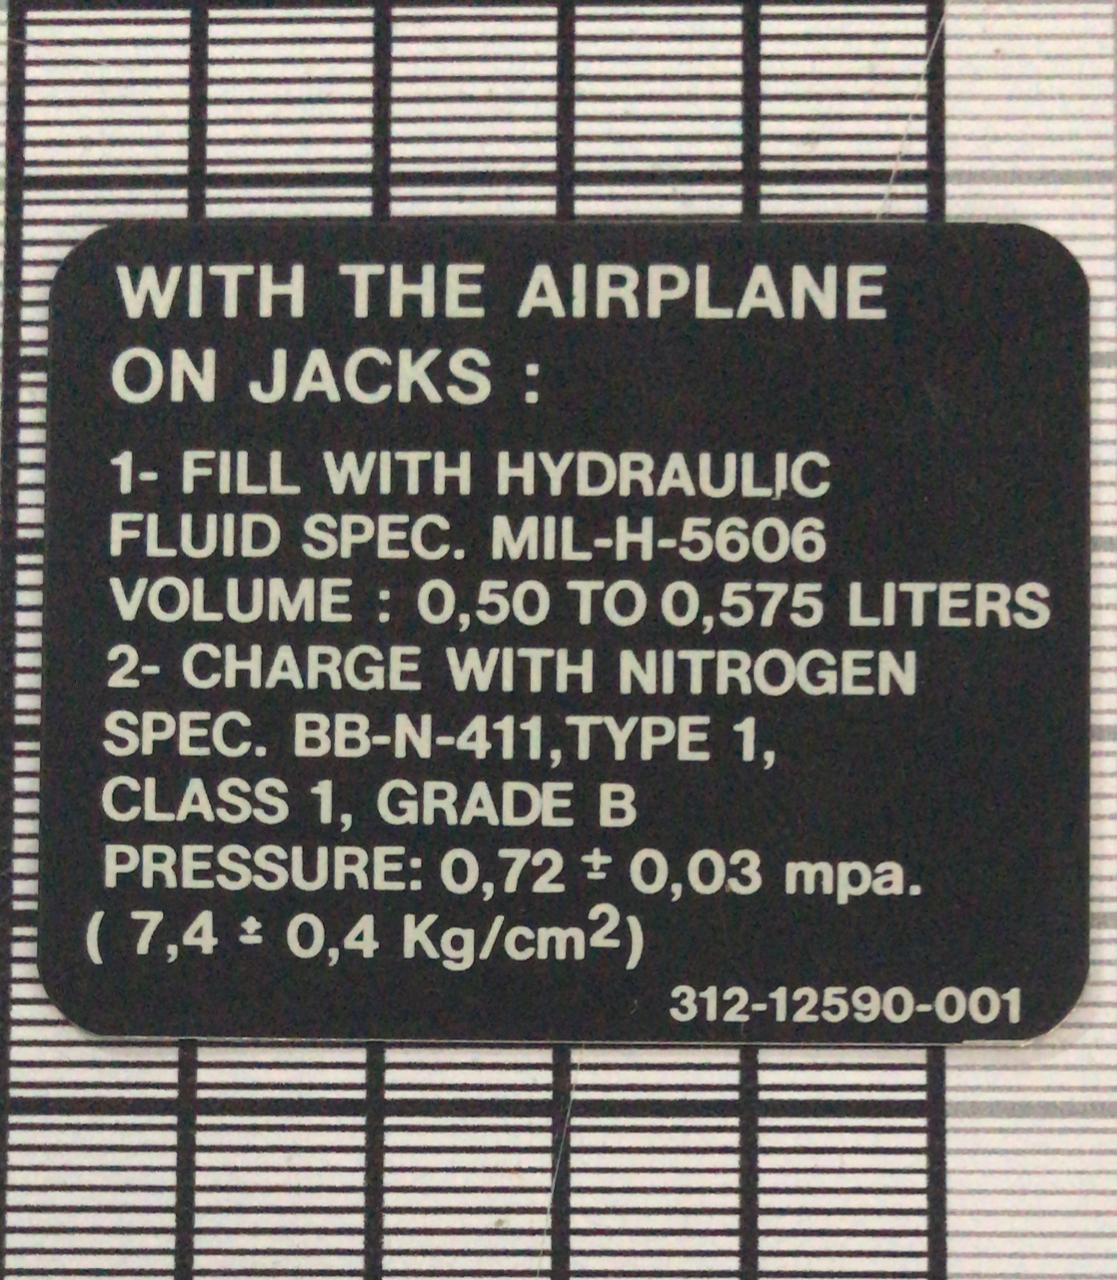 WITH THE AIRPLANE
ON JACKS :
1- FILL WITH HYDRAULIC
FLUID SPEC. MIL-H-5606
VOLUME : 0,50 TO 0,575 LITERS
2- CHARGE WITH NITROGEN
SPEC. BB-N-411,TYPE 1,
CLASS 1, GRADE B
PRESSURE: 0,72 ± 0,03 mpa.
( 7,4 ± 0,4 Kg/cm²)
312-12590-001